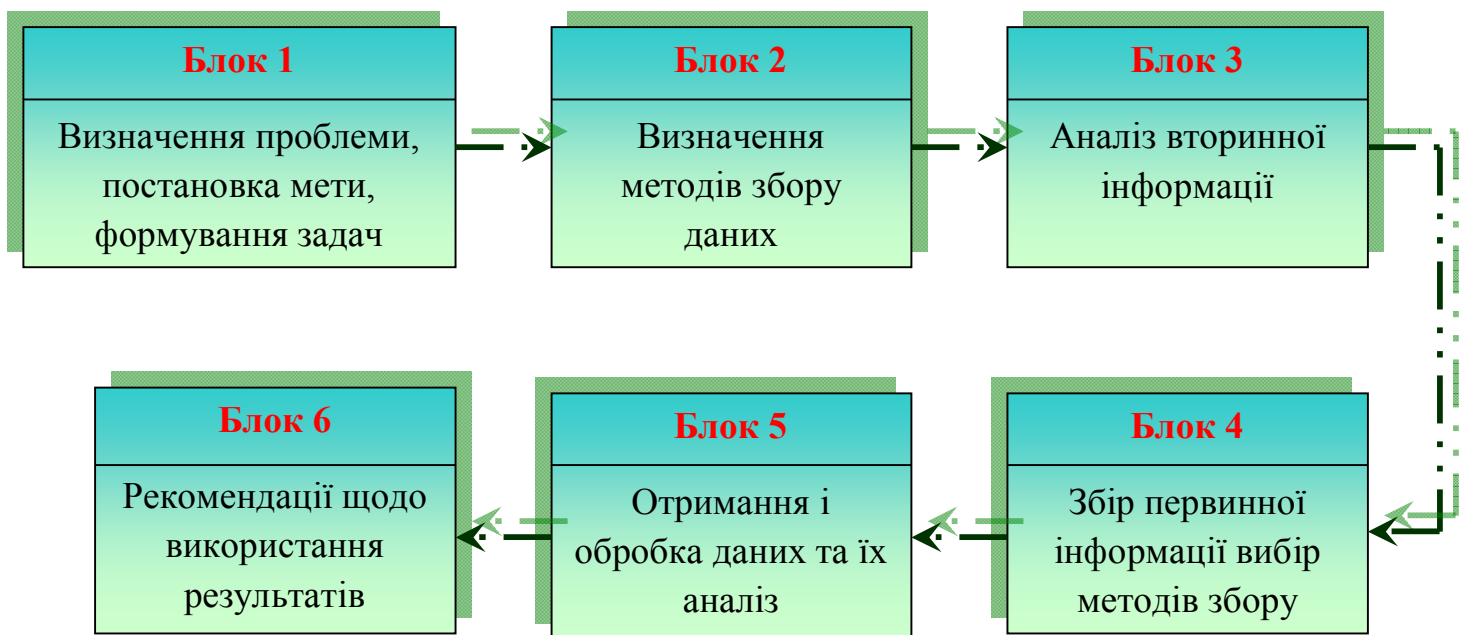 Блок 1
Визначення проблеми,
постановка мети,
формування задач
Блок 2
Визначення
методів збору
даних
Блок 3
Аналіз вторинної
інформації
Блок 4
Збір первинної
інформації вибір
методів збору
Блок 5
Отримання і
обробка даних та їх
аналіз
Блок 6
Рекомендації щодо
використання
результатів